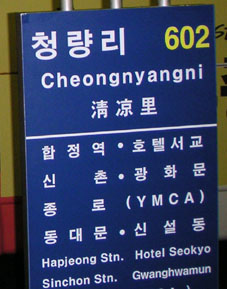 청량리 602
Cheongnyangni
淸凉里
합정역 • 호텔서교
신 촌 • 광화문
종 로 (YMCA)
동대문 • 신설동
Hapjeong Stn. Hotel Seokyo
Sinchon Stn. Gwanghwamun